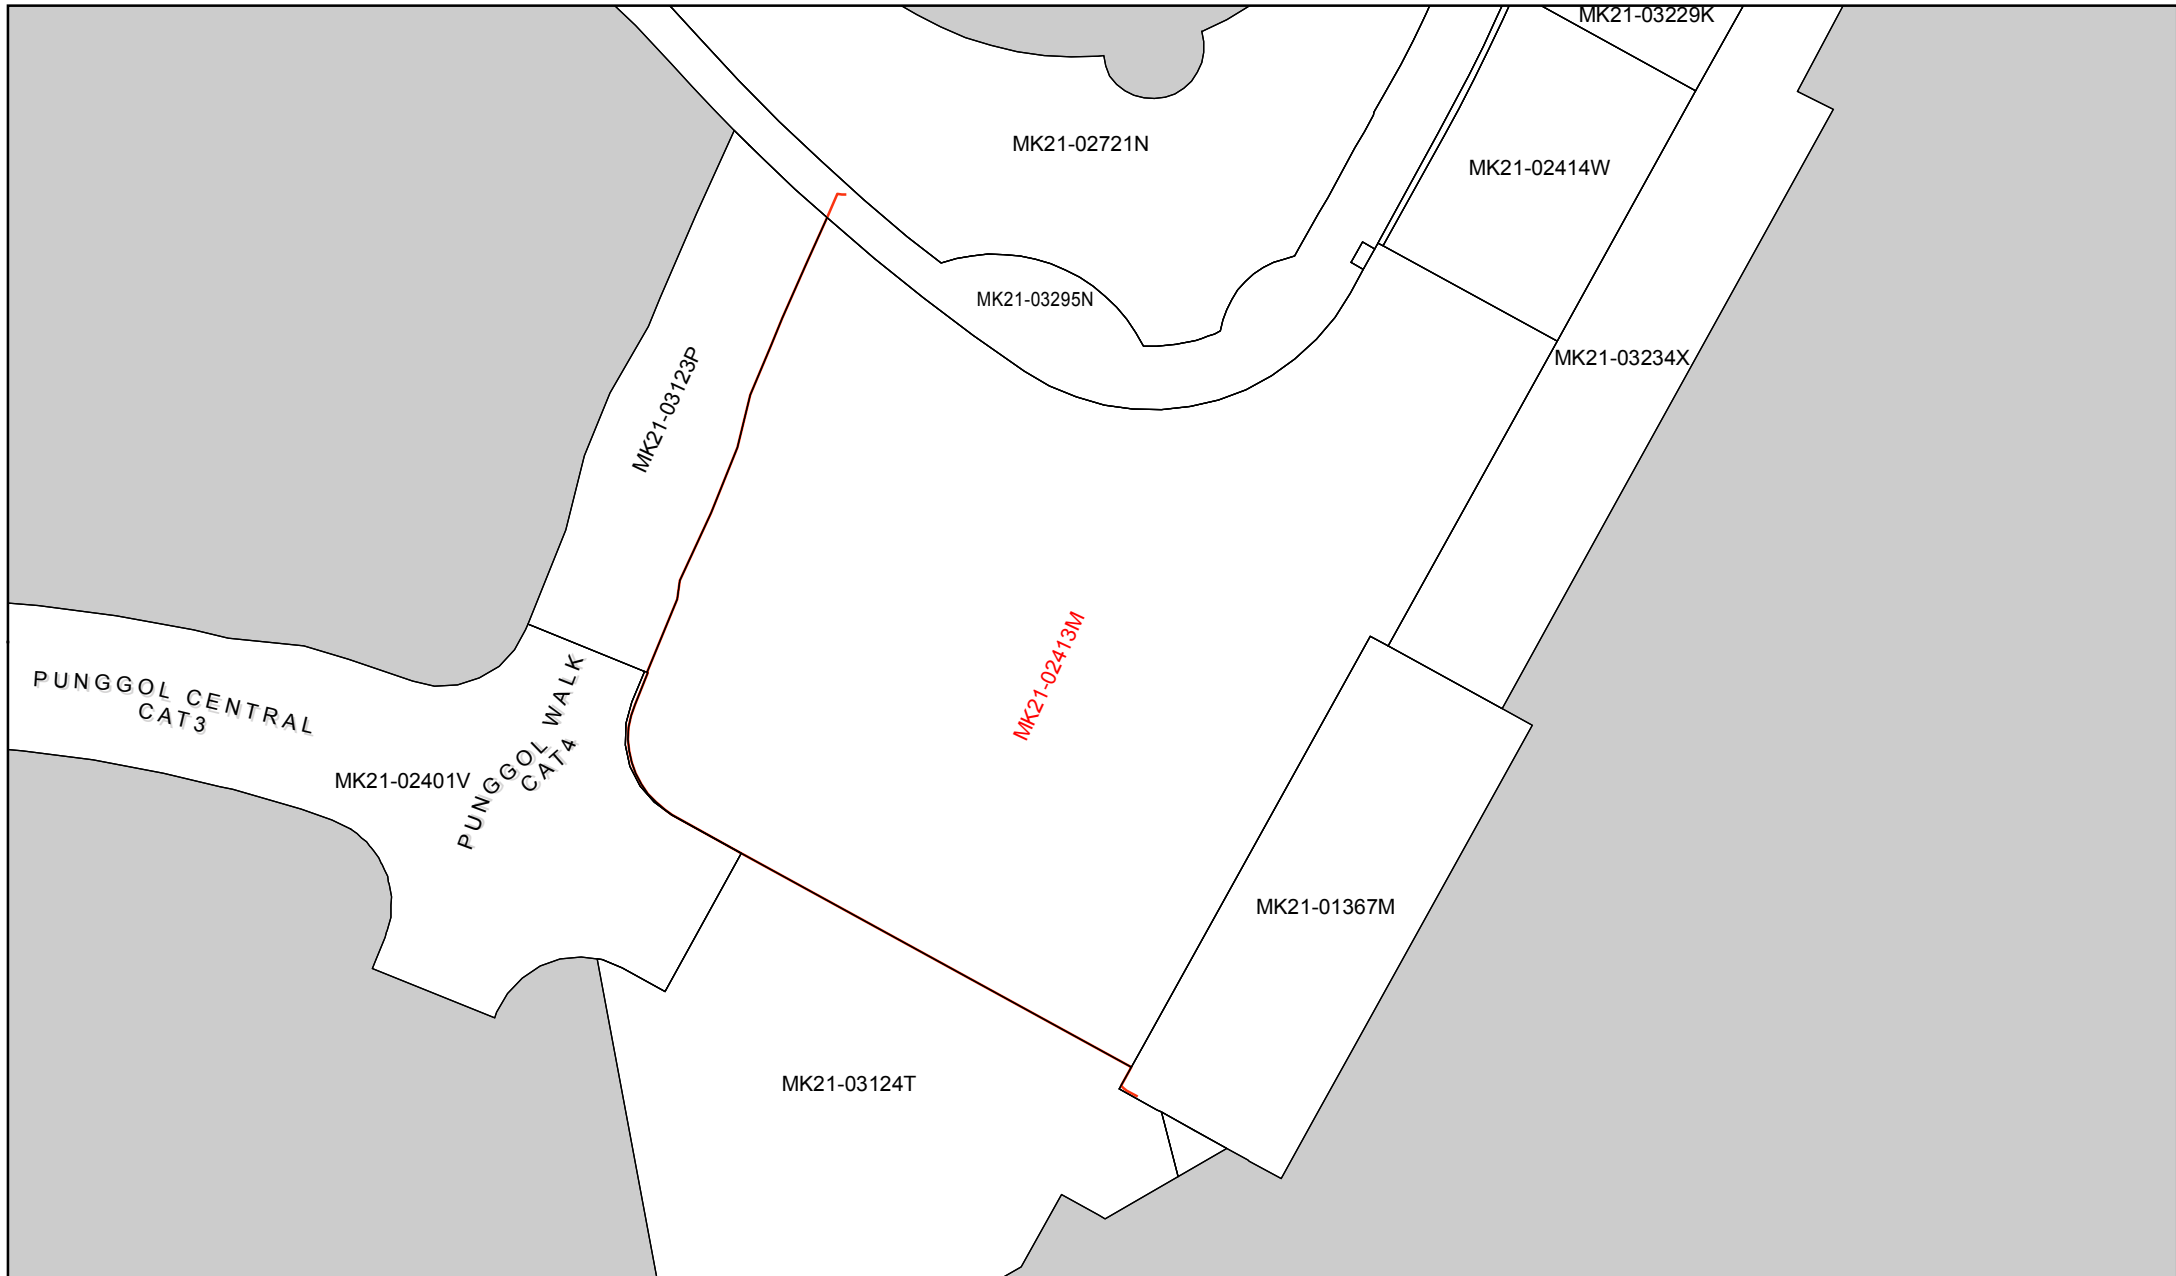 MK21-03229K
MK21-02721N
MK21-02414W
MK21-03295N
MK21-03234X
MK21-03123P
MK21-02413M
PUNGGOL CENTRAL
CAT3
PUNGGOL WALK
CAT4
MK21-02401V
MK21-01367M
MK21-03124T